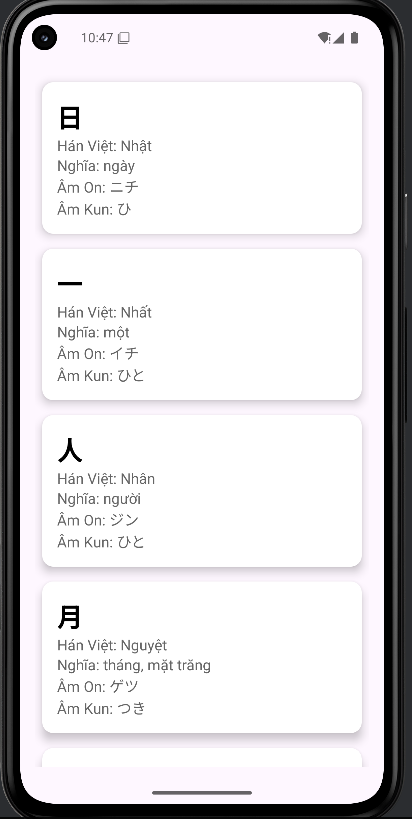 10:47
日
Hán Việt: Nhật
Nghĩa: ngày
Âm On: ニチ
Âm Kun: ひ
一
Hán Việt: Nhất
Nghĩa: một
Âm On: イチ
Âm Kun: ひと
人
Hán Việt: Nhân
Nghĩa: người
Âm On: ジン
Âm Kun: ひと
月
Hán Việt: Nguyệt
Nghĩa: tháng, mặt trăng
Âm On: ゲツ
Âm Kun: つき